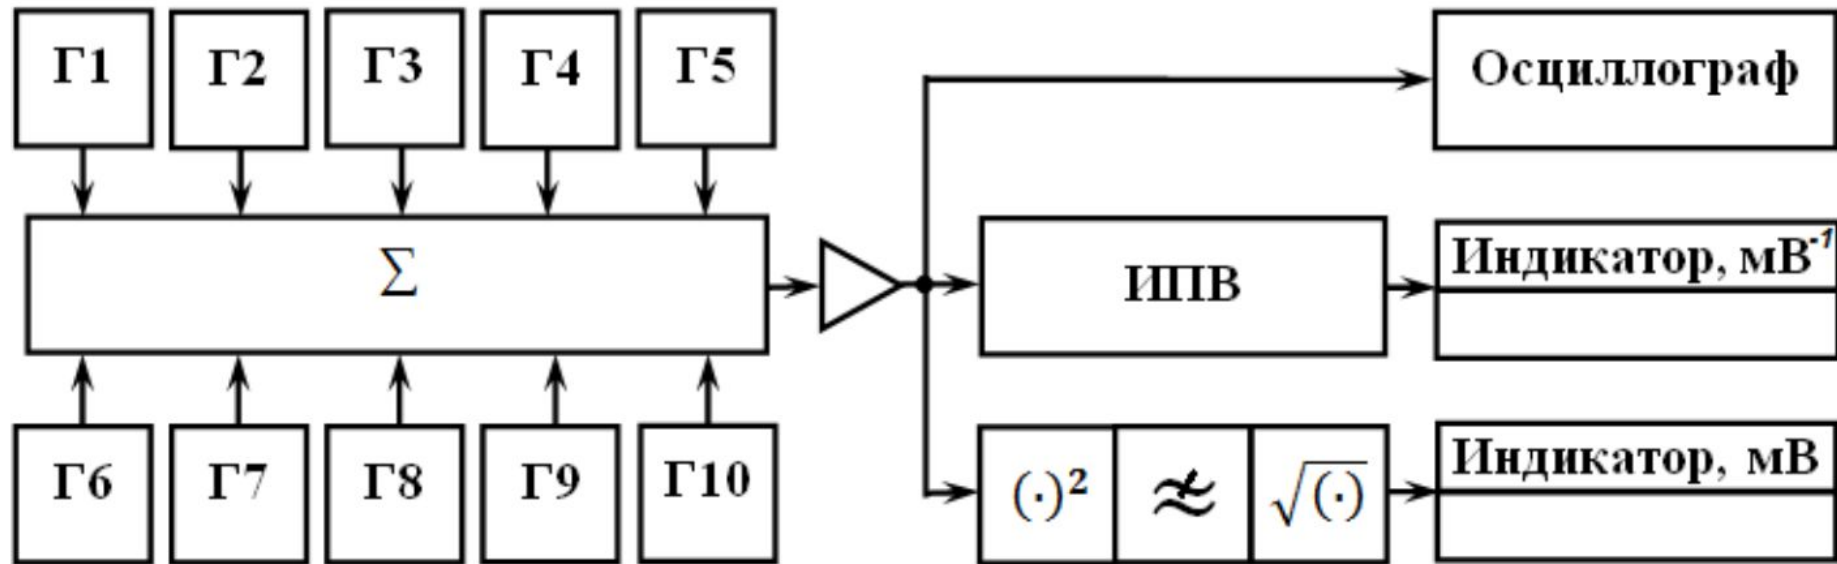 Г1 Г2 Г3 Г4 Г5 Осциллограф
∑ ИПВ Индикатор, мВ⁻¹
Г6 Г7 Г8 Г9 Г10 (·)² √(·) Индикатор, мВ